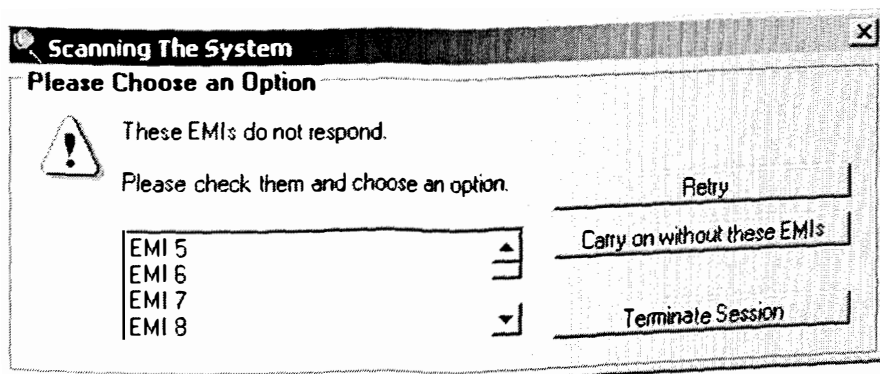 Scanning The System
Please Choose an Option
These EMIs do not respond.
Please check them and choose an option.
Retry
EMI 5
Carry on without these EMIs
EMI 6
EMI 7
EMI 8
Terminate Session